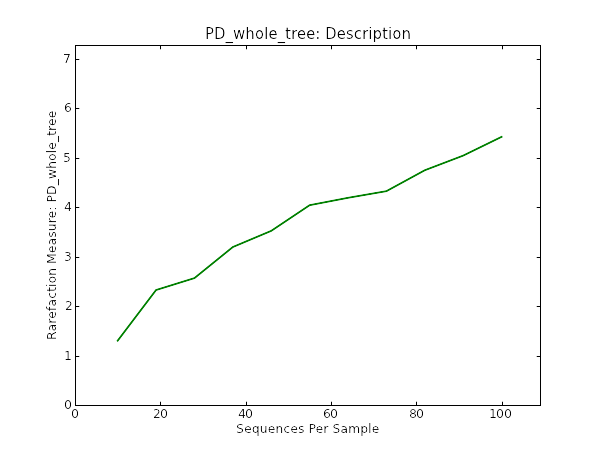 PD_whole_tree: Description
Rarefaction Measure: PD_whole_tree
7
6
5
4
3
2
1
0
0 20 40 60 80 100
Sequences Per Sample